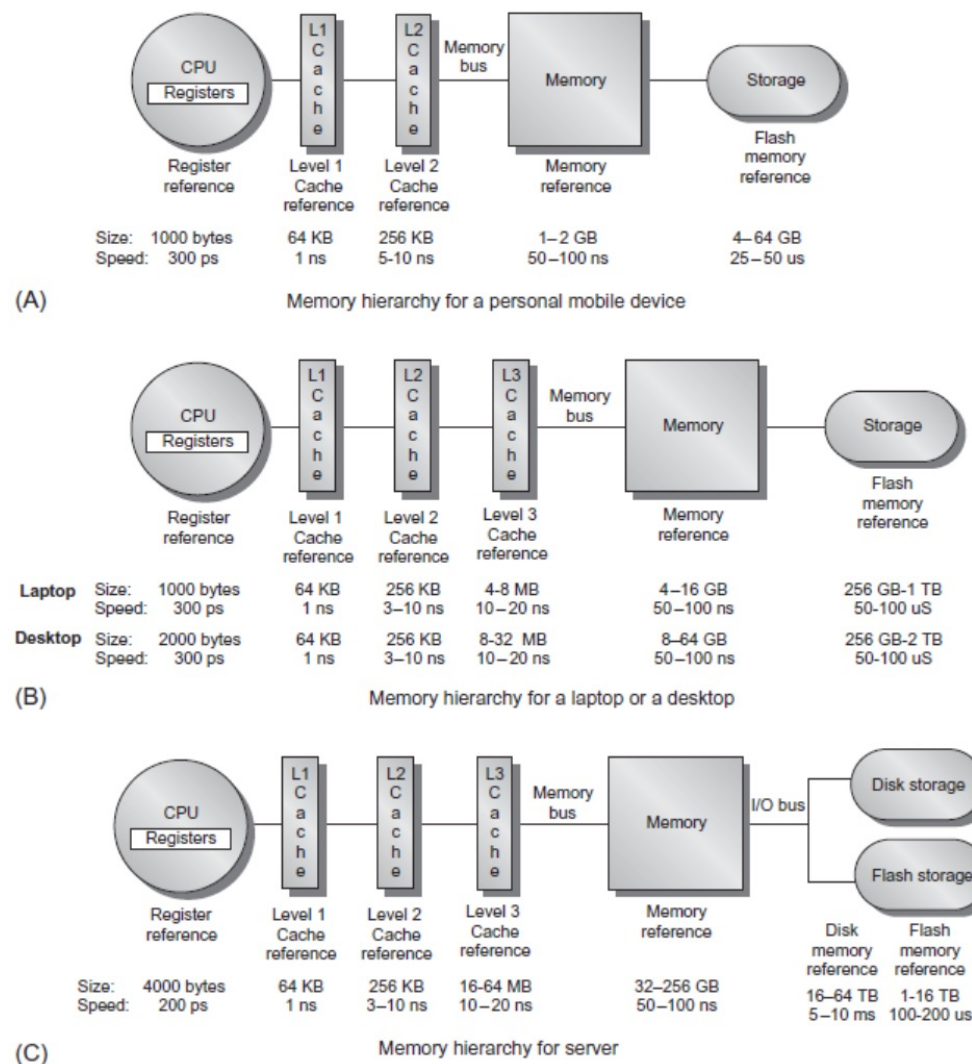 CPU
Registers
L1
C
a
c
h
e
L2
C
a
c
h
e
Memory
bus
Memory
Storage
Register
reference
Level 1
Cache
reference
Level 2
Cache
reference
Memory
reference
Flash
memory
reference
Size: 1000 bytes 64 KB 256 KB 1–2 GB 4–64 GB
Speed: 300 ps 1 ns 5-10 ns 50–100 ns 25–50 us
(A) Memory hierarchy for a personal mobile device
CPU
Registers
L1
C
a
c
h
e
L2
C
a
c
h
e
L3
C
a
c
h
e
Memory
bus
Memory
Storage
Register
reference
Level 1
Cache
reference
Level 2
Cache
reference
Level 3
Cache
reference
Memory
reference
Flash
memory
reference
Laptop Size: 1000 bytes 64 KB 256 KB 4-8 MB 4–16 GB 256 GB-1 TB
Speed: 300 ps 1 ns 3–10 ns 10–20 ns 50–100 ns 50-100 uS
Desktop Size: 2000 bytes 64 KB 256 KB 8-32 MB 8–64 GB 256 GB-2 TB
Speed: 300 ps 1 ns 3–10 ns 10–20 ns 50–100 ns 50-100 uS
(B) Memory hierarchy for a laptop or a desktop
CPU
Registers
L1
C
a
c
h
e
L2
C
a
c
h
e
L3
C
a
c
h
e
Memory
bus
Memory
I/O bus
Disk storage
Flash storage
Register
reference
Level 1
Cache
reference
Level 2
Cache
reference
Level 3
Cache
reference
Memory
reference
Disk
memory
reference
Flash
memory
reference
Size: 4000 bytes 64 KB 256 KB 16-64 MB 32–256 GB 16–64 TB 1-16 TB
Speed: 200 ps 1 ns 3–10 ns 10–20 ns 50–100 ns 5–10 ms 100-200 us
(C) Memory hierarchy for server